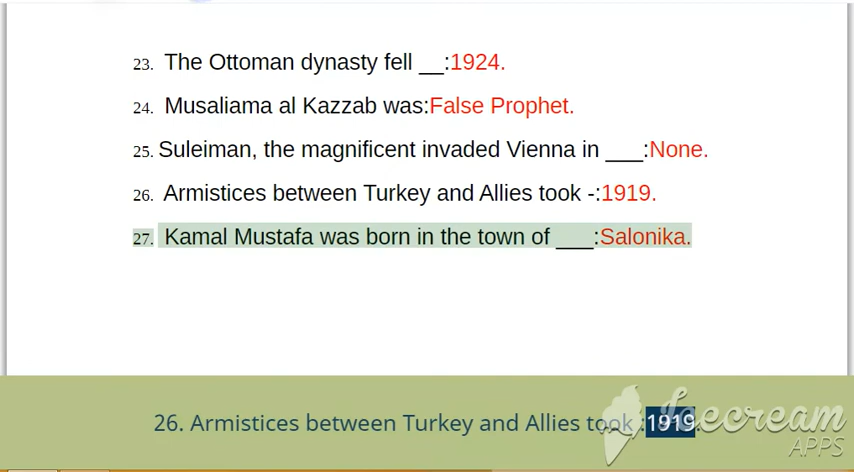 23. The Ottoman dynasty fell __:1924.
24. Musaliama al Kazzab was:False Prophet.
25. Suleiman, the magnificent invaded Vienna in ___:None.
26. Armistices between Turkey and Allies took -:1919.
27. Kamal Mustafa was born in the town of ___:Salonika.
26. Armistices between Turkey and Allies took :1919.
Icecream
APPS